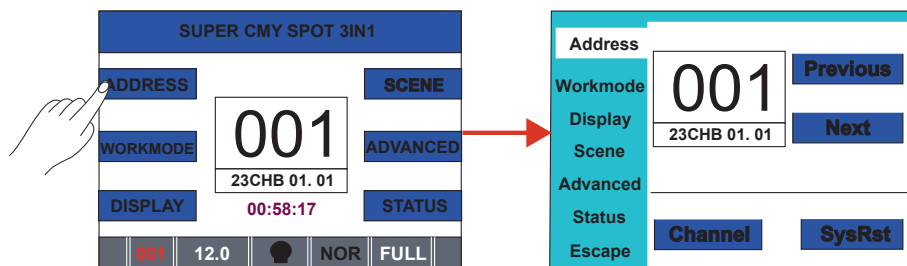 SUPER CMY SPOT 3IN1
ADDRESS
SCENE
001
WORKMODE
ADVANCED
23CHB 01. 01
DISPLAY
00:58:17
STATUS
001 12.0 NOR FULL
Address
Workmode
Display
Scene
Advanced
Status
Escape
001
23CHB 01. 01
Previous
Next
Channel
SysRst